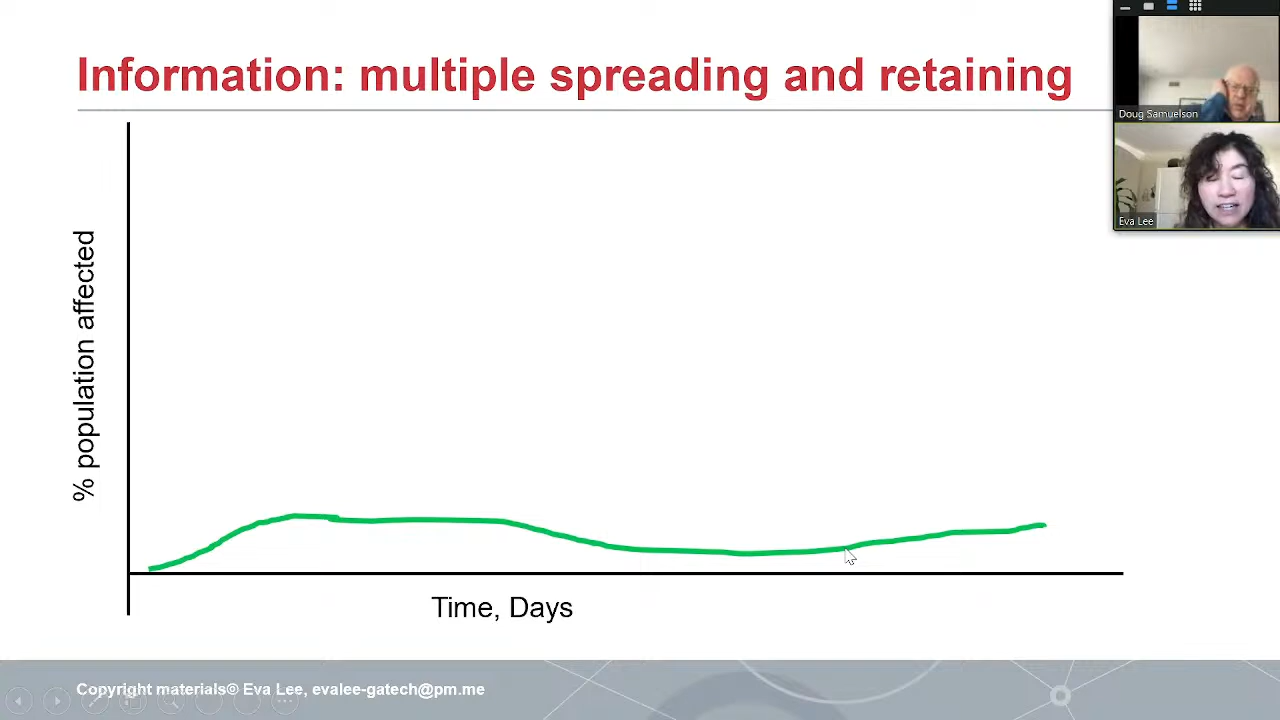 Information: multiple spreading and retaining
Doug Samuelson
Eva Lee
% population affected
Time, Days
Copyright materials© Eva Lee, evalee-gatech@pm.me